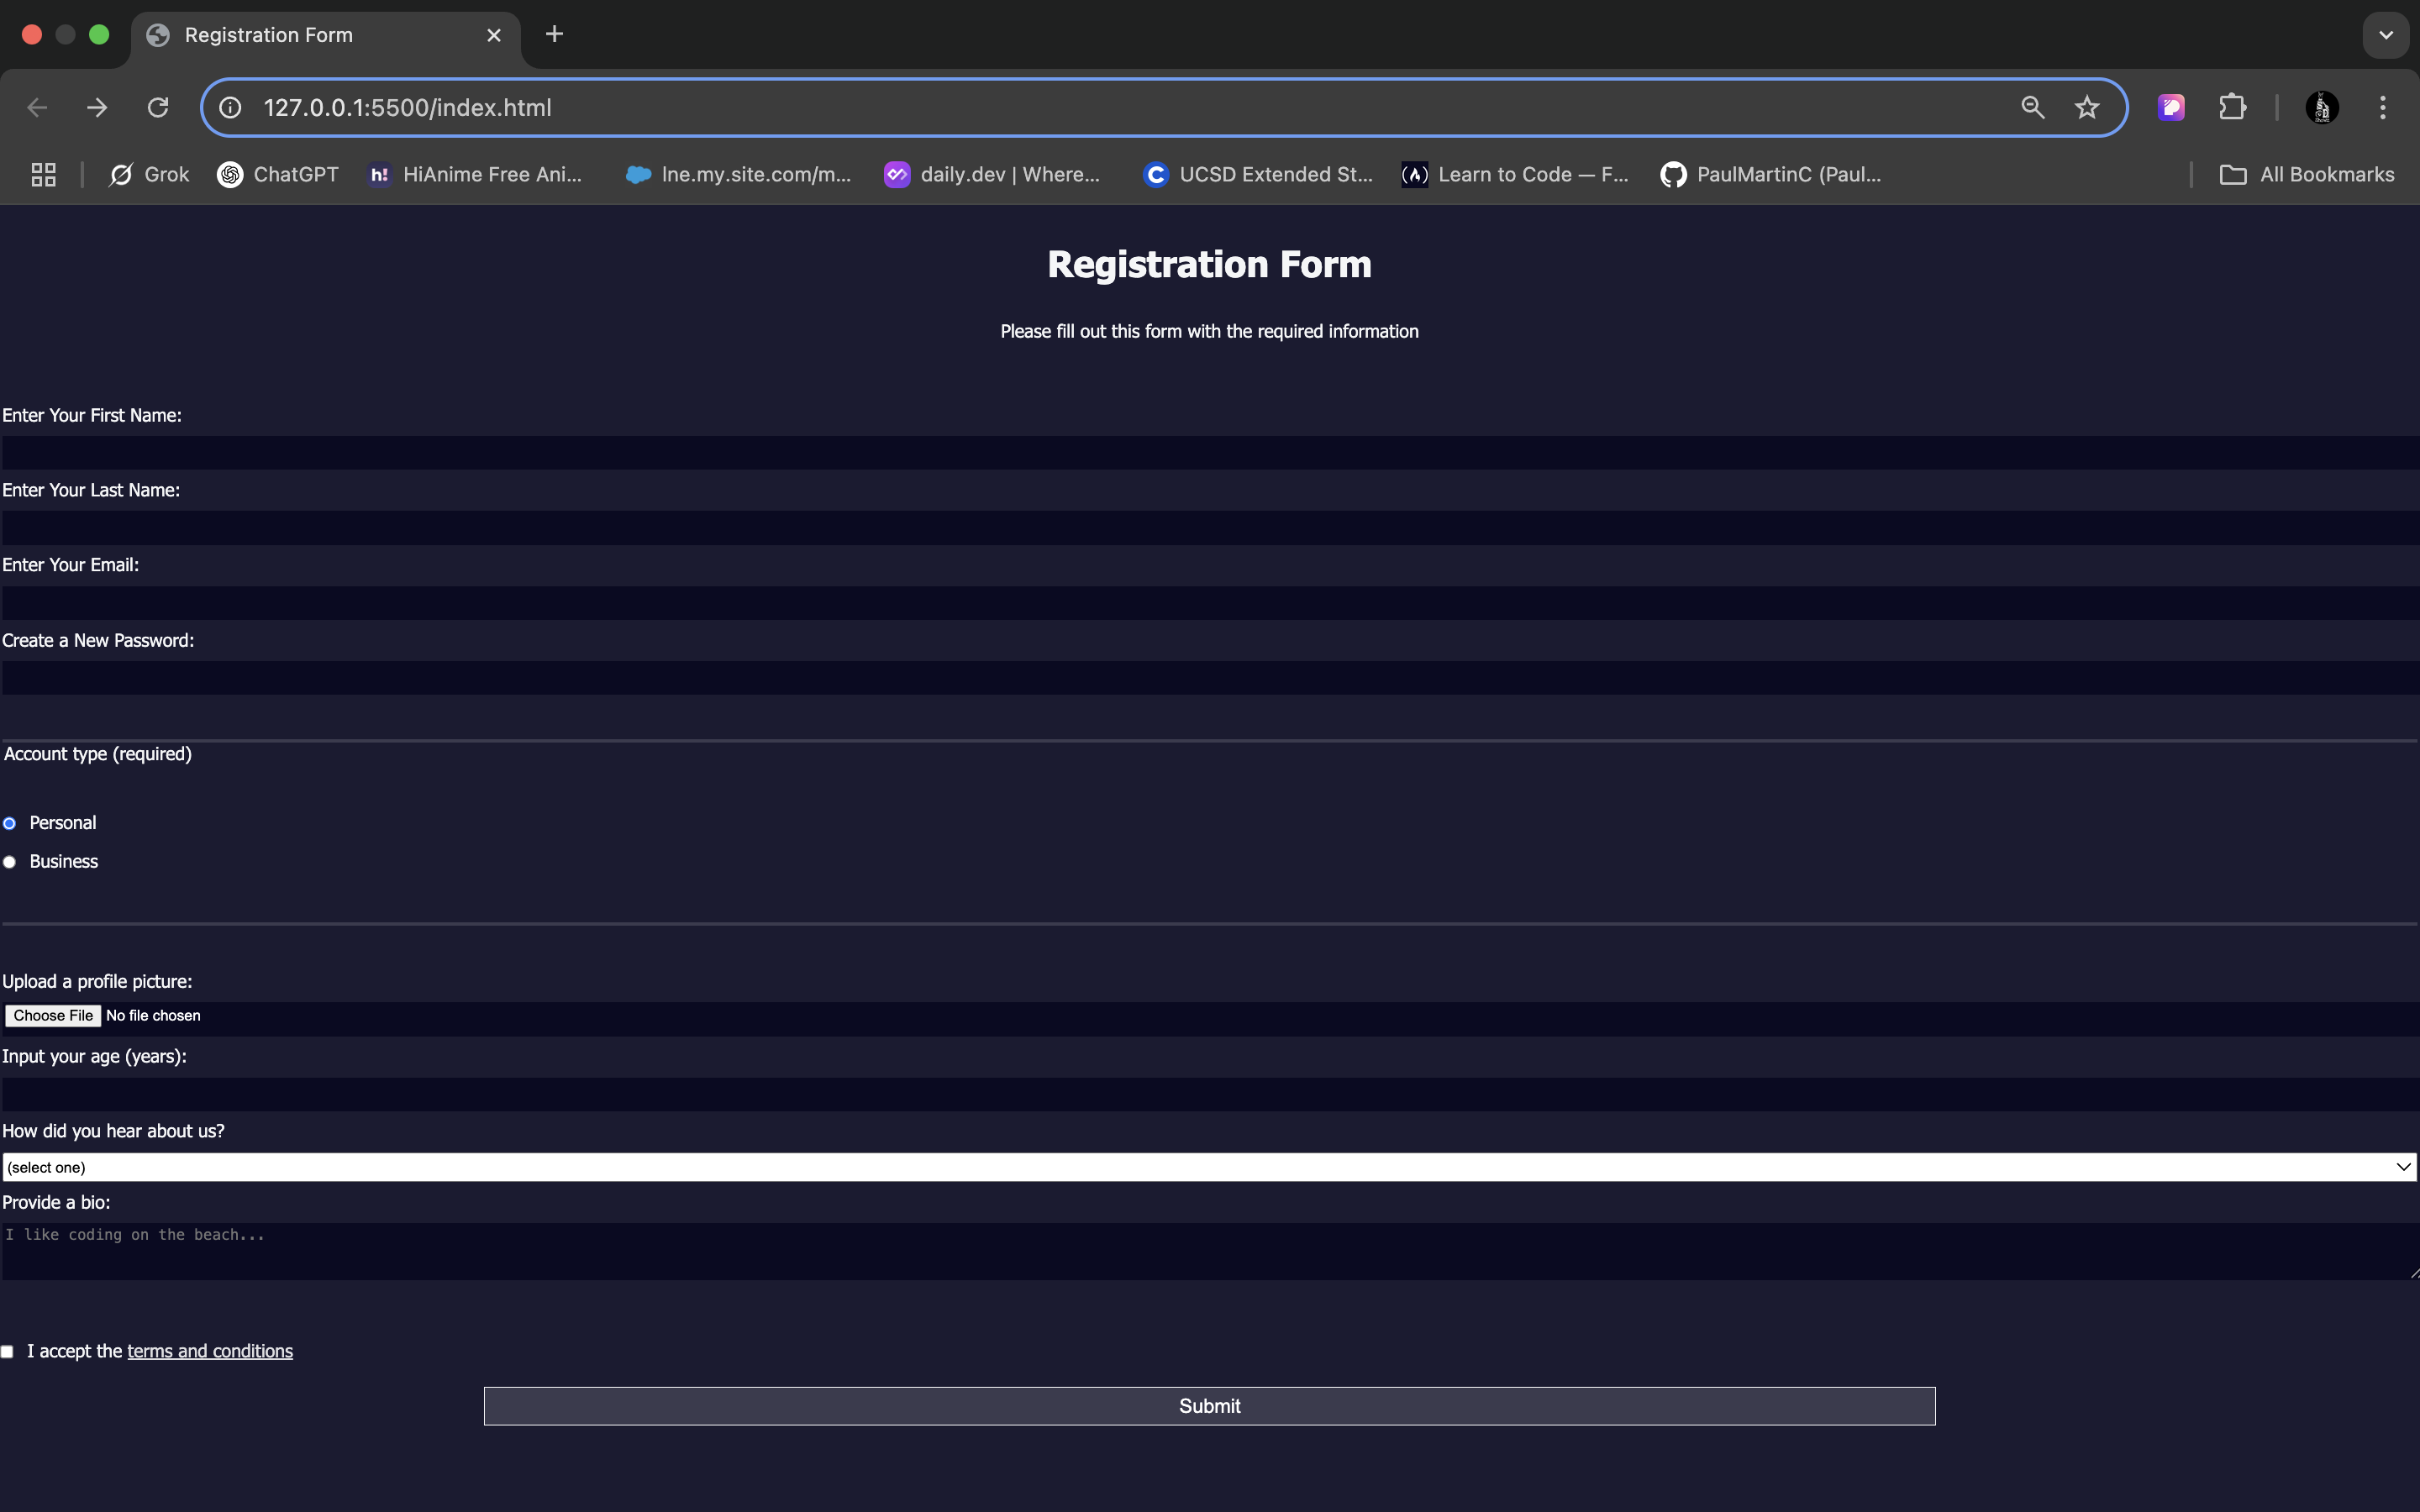 Registration Form
127.0.0.1:5500/index.html
Grok
ChatGPT
h!
HiAnime Free Ani...
lne.my.site.com/m...
daily.dev | Where...
UCSD Extended St...
Learn to Code — F...
PaulMartinC (Paul...
All Bookmarks
Registration Form
Please fill out this form with the required information
Enter Your First Name:
Enter Your Last Name:
Enter Your Email:
Create a New Password:
Account type (required)
Personal
Business
Upload a profile picture:
Choose File No file chosen
Input your age (years):
How did you hear about us?
(select one)
Provide a bio:
I like coding on the beach...
I accept the terms and conditions
Submit